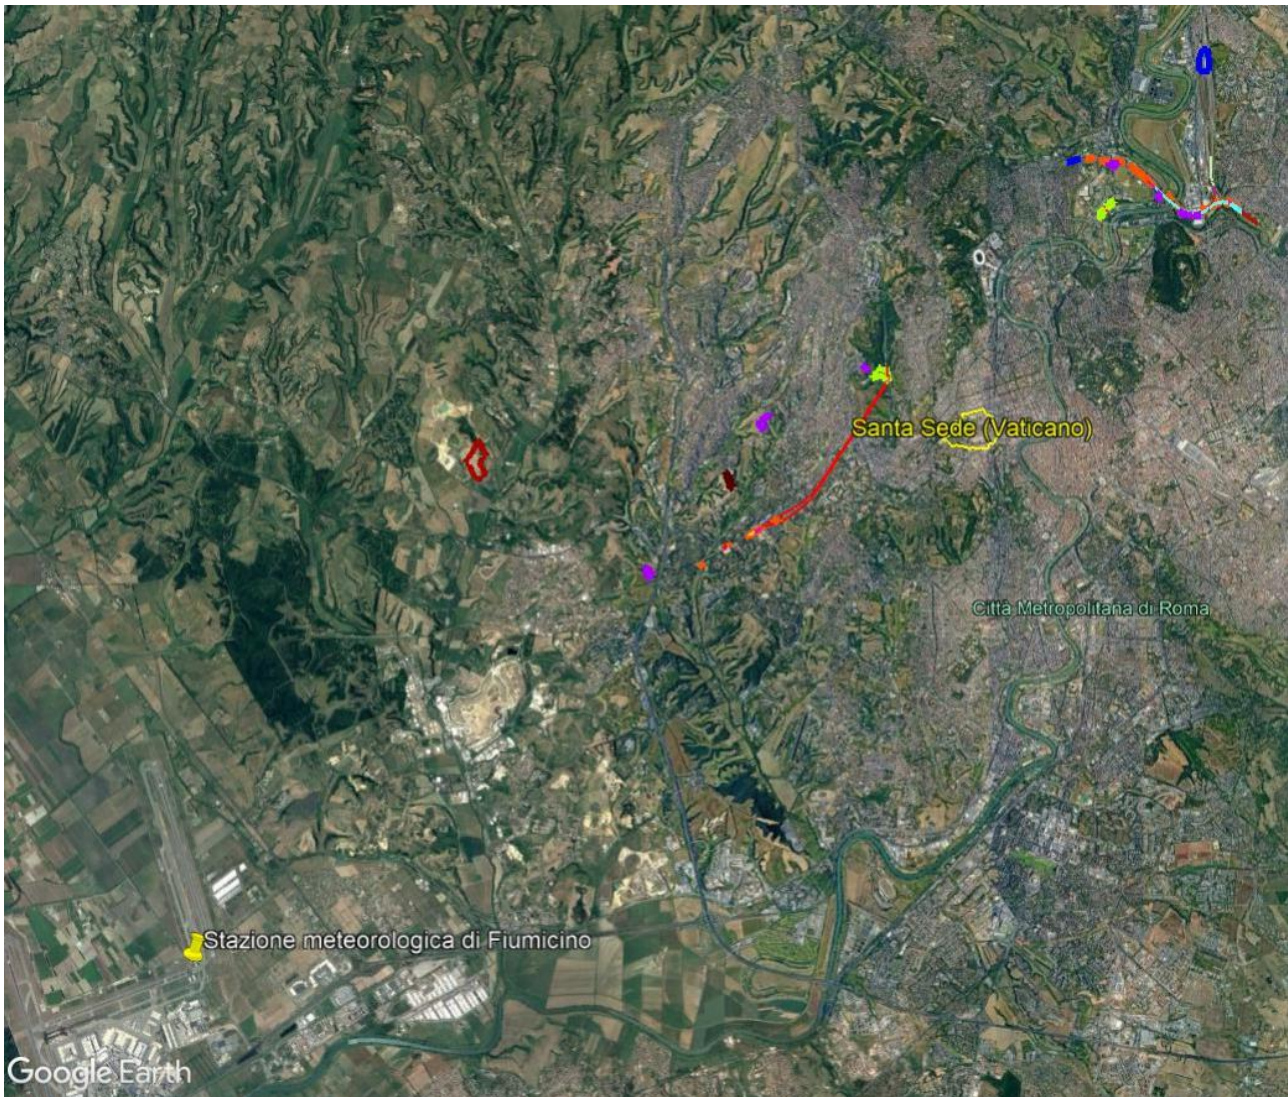 Santa Sede (Vaticano)
Città Metropolitana di Roma
Stazione meteorologica di Fiumicino
Google Earth